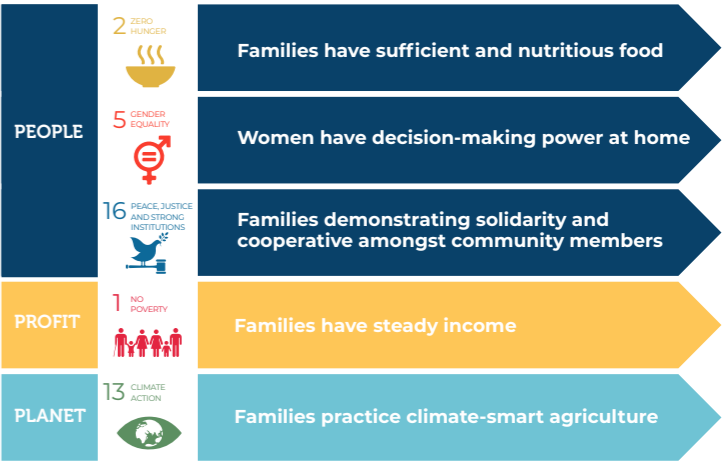 PEOPLE
2 ZERO
HUNGER
Families have sufficient and nutritious food
5 GENDER
EQUALITY
Women have decision-making power at home
16 PEACE, JUSTICE
AND STRONG
INSTITUTIONS
Families demonstrating solidarity and
cooperative amongst community members
PROFIT
1 NO
POVERTY
Families have steady income
PLANET
13 CLIMATE
ACTION
Families practice climate-smart agriculture